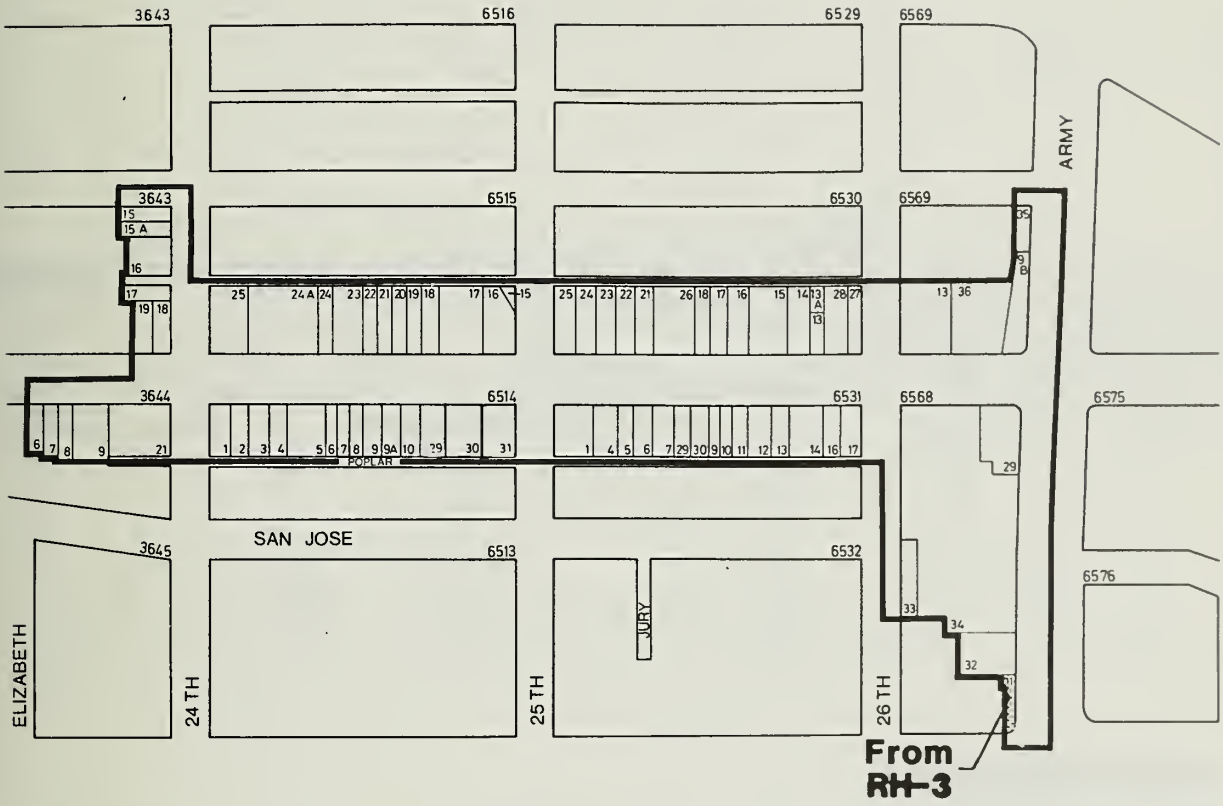 3643 6516 6529 6569
ARMY
3643 6515 6530 6569
15
15 A
35
9
B
16
17
19 18
25 24 A 24 23 22 21 20 19 18 17 16 15
25 24 23 22 21 26 18 17 16 15 14 13 28 27
A
13
13 36
3644 6514 6531 6568 6575
6 7 8 9 21
1 2 3 4 5 6 7 8 9 9A 10 29 30 31
1 4 5 6 7 29 30 9 10 11 12 13 14 16 17
29
POPLAR
SAN JOSE
3645 6513 6532
6576
33
34
32
JURY
ELIZABETH
24 TH
25 TH
26 TH
From
RH-3